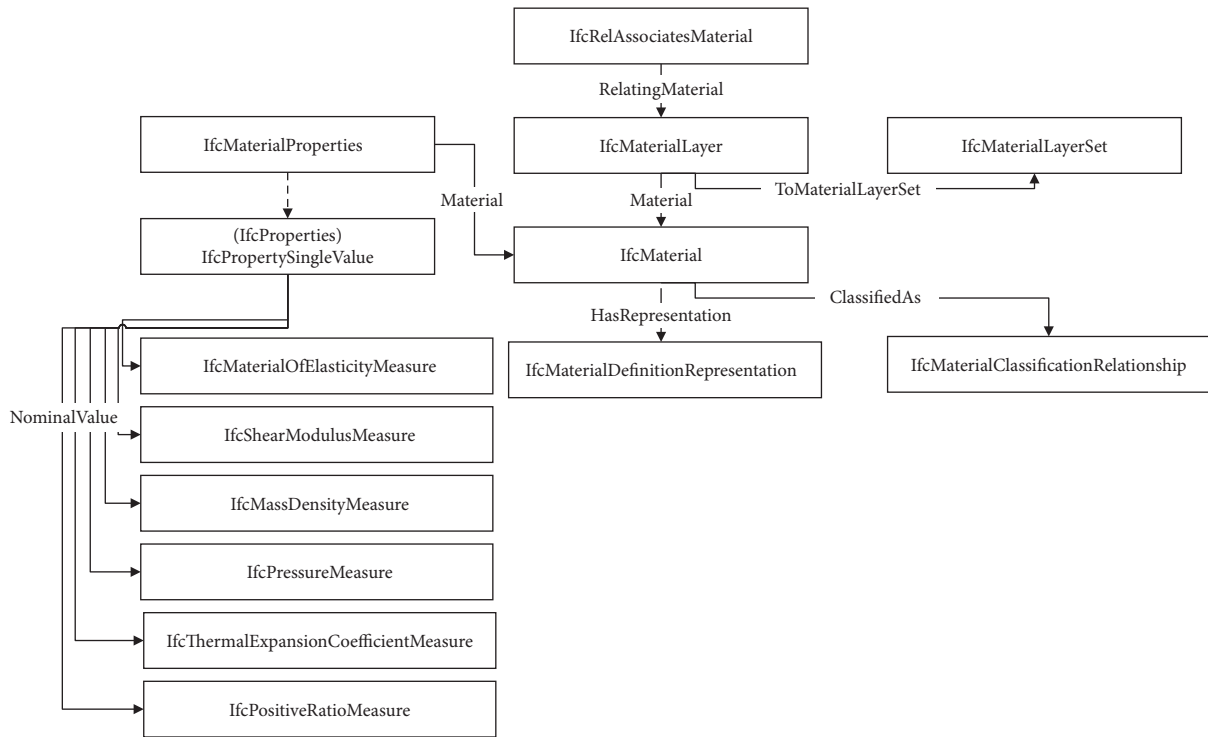 IfcRelAssociatesMaterial
RelatingMaterial
IfcMaterialProperties
IfcMaterialLayer
IfcMaterialLayerSet
ToMaterialLayerSet
Material
Material
(IfcProperties)
IfcPropertySingleValue
IfcMaterial
ClassifiedAs
HasRepresentation
IfcMaterialOfElasticityMeasure
IfcMaterialDefinitionRepresentation
IfcMaterialClassificationRelationship
NominalValue
IfcShearModulusMeasure
IfcMassDensityMeasure
IfcPressureMeasure
IfcThermalExpansionCoefficientMeasure
IfcPositiveRatioMeasure